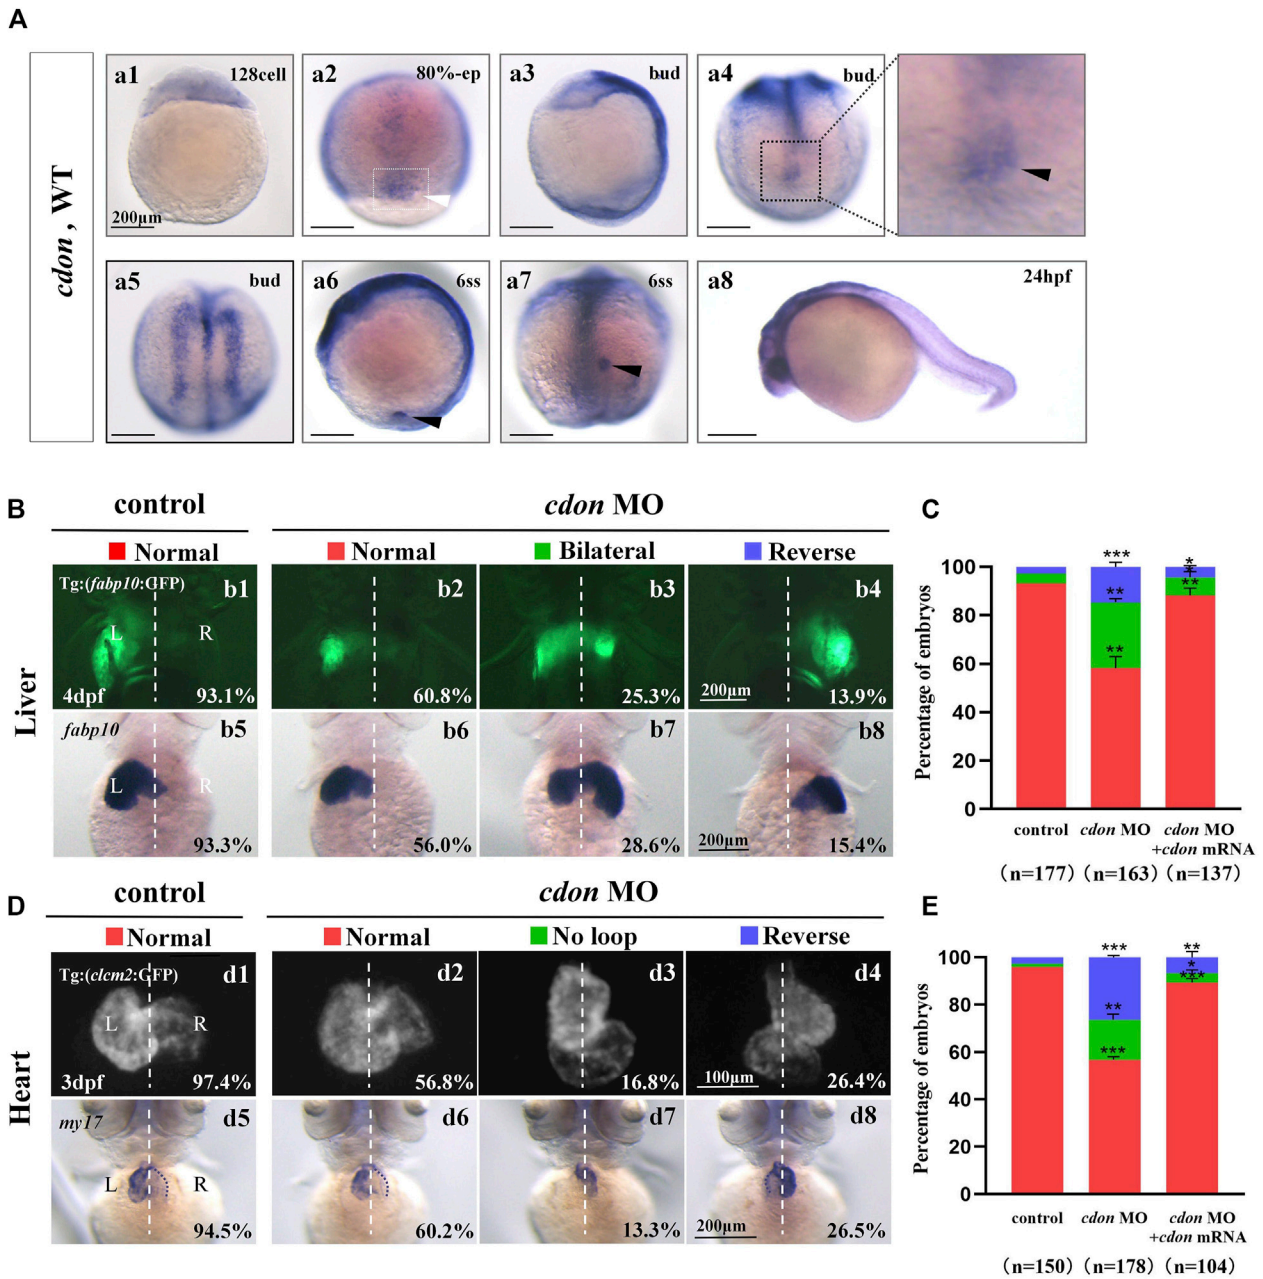 A
cdon , WT
a1 128cell
200μm
a2 80%-ep
a3 bud
a4 bud
a5 bud
a6 6ss
a7 6ss
a8 24hpf
B
control
cdon MO
Liver
Normal
Normal
Bilateral
Reverse
Tg:(fabp10:GFP) b1
L R
4dpf 93.1%
b2
60.8%
b3
25.3%
b4
200μm 13.9%
fabp10 b5
L R
93.3%
b6
56.0%
b7
28.6%
b8
200μm 15.4%
C
Percentage of embryos
100
80
60
40
20
0
***
**
**
*
*
**
control
cdon MO
cdon MO
+cdon mRNA
(n=177) (n=163) (n=137)
D
control
cdon MO
Heart
Normal
Normal
No loop
Reverse
Tg:(clcm2:GFP) d1
L R
3dpf 97.4%
d2
56.8%
d3
16.8%
d4
100μm 26.4%
my17 d5
L R
94.5%
d6
60.2%
d7
13.3%
d8
200μm 26.5%
E
Percentage of embryos
100
80
60
40
20
0
***
**
***
**
*
***
control
cdon MO
cdon MO
+cdon mRNA
(n=150) (n=178) (n=104)